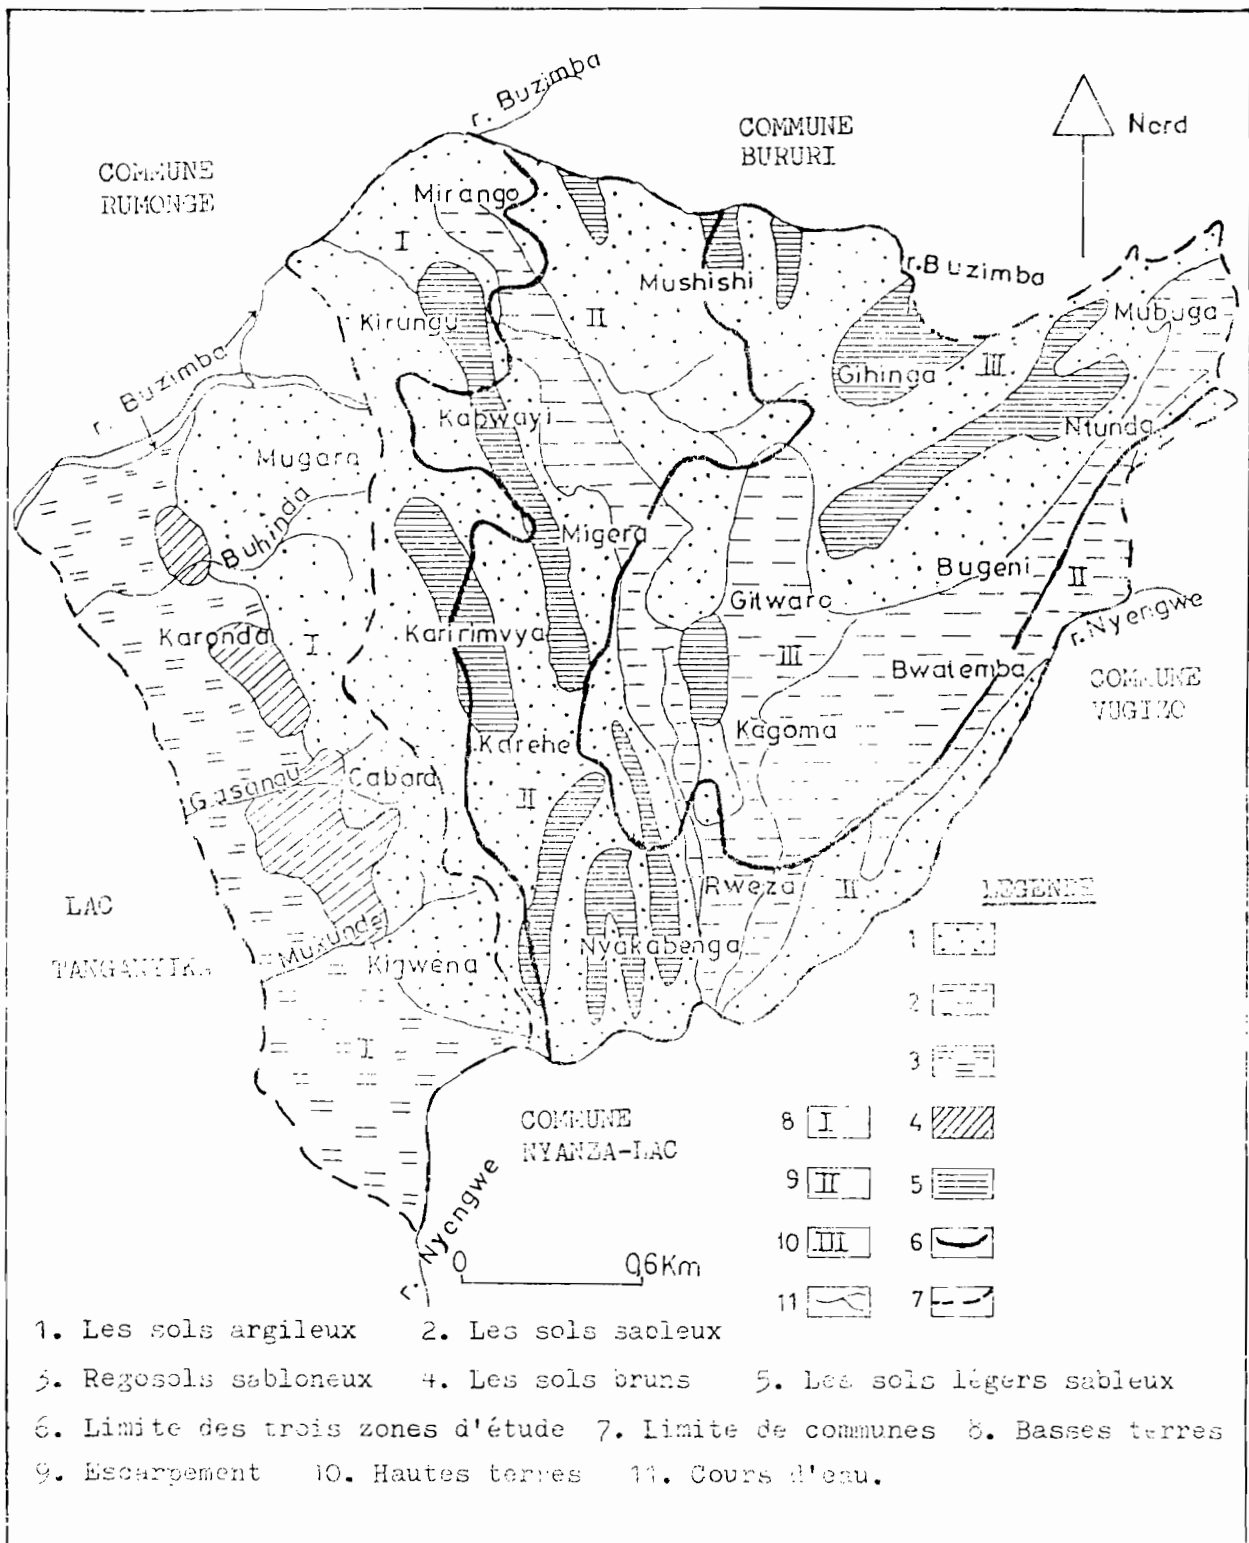 r. Buzimba
COMMUNE
BURURI
Nord
COMMUNE
RUMONGE
Mirango
I
Mushishi
r. Buzimba
II
Kirungu
Mubuga
III
Gihinga
r. Buzimba
Kabwayi
Ntunda
Mugara
Migera
Buhinda
Bugeni
II
Gitwaro
r. Nyengwe
Karonda
I
Karirimvya
III
Bwatemba
COMMUNE
VUGIZO
Kagoma
Karehe
Gasangu
Cabara
II
Rweza
II
LEGENDE
LAC
TANGANYIKA
Mukunde
Kigwena
Nyakabenga
1
2
I
3
COMMUNE
NYANZA-LAC
8 I
4
9 II
5
10 III
6
r. Nyengwe
0
0,6 Km
11
7
1. Les sols argileux 2. Les sols sableux
3. Regosols sabloneux 4. Les sols bruns 5. Les sols légers sableux
6. Limite des trois zones d'étude 7. Limite de communes 8. Basses terres
9. Escarpement 10. Hautes terres 11. Cours d'eau.